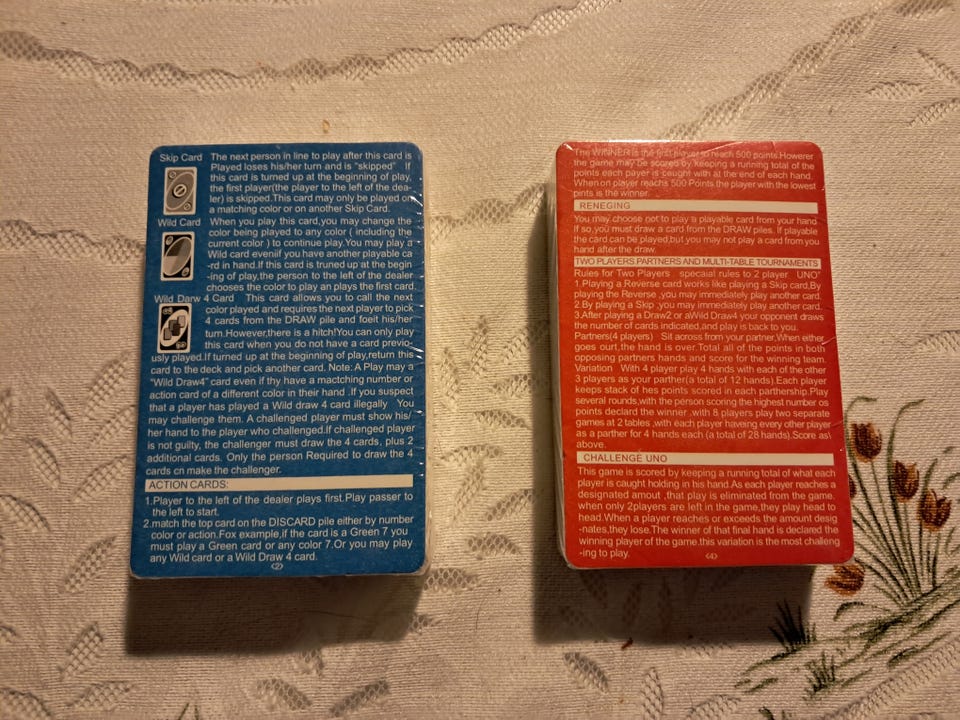 Skip Card The next person in line to play after this card is
Played loses his/her turn and is "skipped" If
this card is turned up at the beginning of play,
the first player(the player to the left of the dea-
ler) is skipped.This card may only be played on
a matching color or on another Skip Card.
Wild Card When you play this card,you may change the
color being played to any color ( including the
current color ) to continue play.You may play a
Wild card eveniif you have another playable ca
-rd in hand.If this card is truned up at the begin
-ing of play,the person to the left of the dealer
chooses the color to play an plays the first card.
Wild Darw 4 Card This card allows you to call the next
color played and requires the next player to pick
4 cards from the DRAW pile and foeit his/her
turn.However,there is a hitch!You can only play
this card when you do not have a card previo-
usly played.If turned up at the beginning of play,return this
card to the deck and pick another card. Note: A Play may a
"Wild Draw4" card even if thy have a mactching number or
action card of a different color in their hand .If you suspect
that a player has played a Wild draw 4 card illegally You
may challenge them. A challenged player must show his/
her hand to the player who challenged.If challenged player
is not guilty, the challenger must draw the 4 cards, plus 2
additional cards. Only the person Required to draw the 4
cards cn make the challenger.
ACTION CARDS:
1.Player to the left of the dealer plays first.Play passer to
the left to start.
2.match the top card on the DISCARD pile either by number
color or action.Fox example,if the card is a Green 7 you
must play a Green card or any color 7.Or you may play
any Wild card or a Wild Draw 4 card.
<2>
The WINNER is the first player to reach 500 points.Howerer
the game may be scored by keeping a running total of the
points each payer is caught with at the end of each hand.
When on player reachs 500 Points the player with the lowest
pints is the winner.
RENEGING
You may choose not to play a playable card from your hand
If so,you must draw a card from the DRAW piles. If playable
the card can be played,but you may not play a card from you
hand after the draw.
TWO PLAYERS PARTNERS AND MULTI-TABLE TOURNAMENTS
Rules for Two Players specaial rules to 2 player UNO"
1.Playing a Reverse card works like playing a Skip card,By
playing the Reverse ,you may immediately play another card.
2.By playing a Skip ,you may immediately play another card.
3,After playing a Draw2 or aWild Draw 4 your opponent draws
the number of cards indicated,and play is back to you.
Partners(4 players) Sit across from your partner,When either
goes ourt,the hand is over.Total all of the points in both
opposing partners hands and score for the winning team.
Variation With 4 player play 4 hands with each of the other
3 players as your parther(a total of 12 hands).Each player
keeps stack of hes points scored in each parthership.Play
several rounds,with the person scoring the highest number os
points declard the winner ,with 8 players play two separate
games at 2 tables ,with each player haveing every other player
as a parther for 4 hands each (a total of 28 hands).Score as
above.
CHALLENGE UNO
This game is scored by keeping a running total of what each
player is caught holding in his hand.As each player reaches a
designated amout ,that play is eliminated from the game.
when only 2players are left in the game,they play head to
head.When a player reaches or exceeds the amount desig
-nates,they lose.The winner of that final hand is declared the
winning player of the game.this variation is the most challeng
-ing to play.
<4>